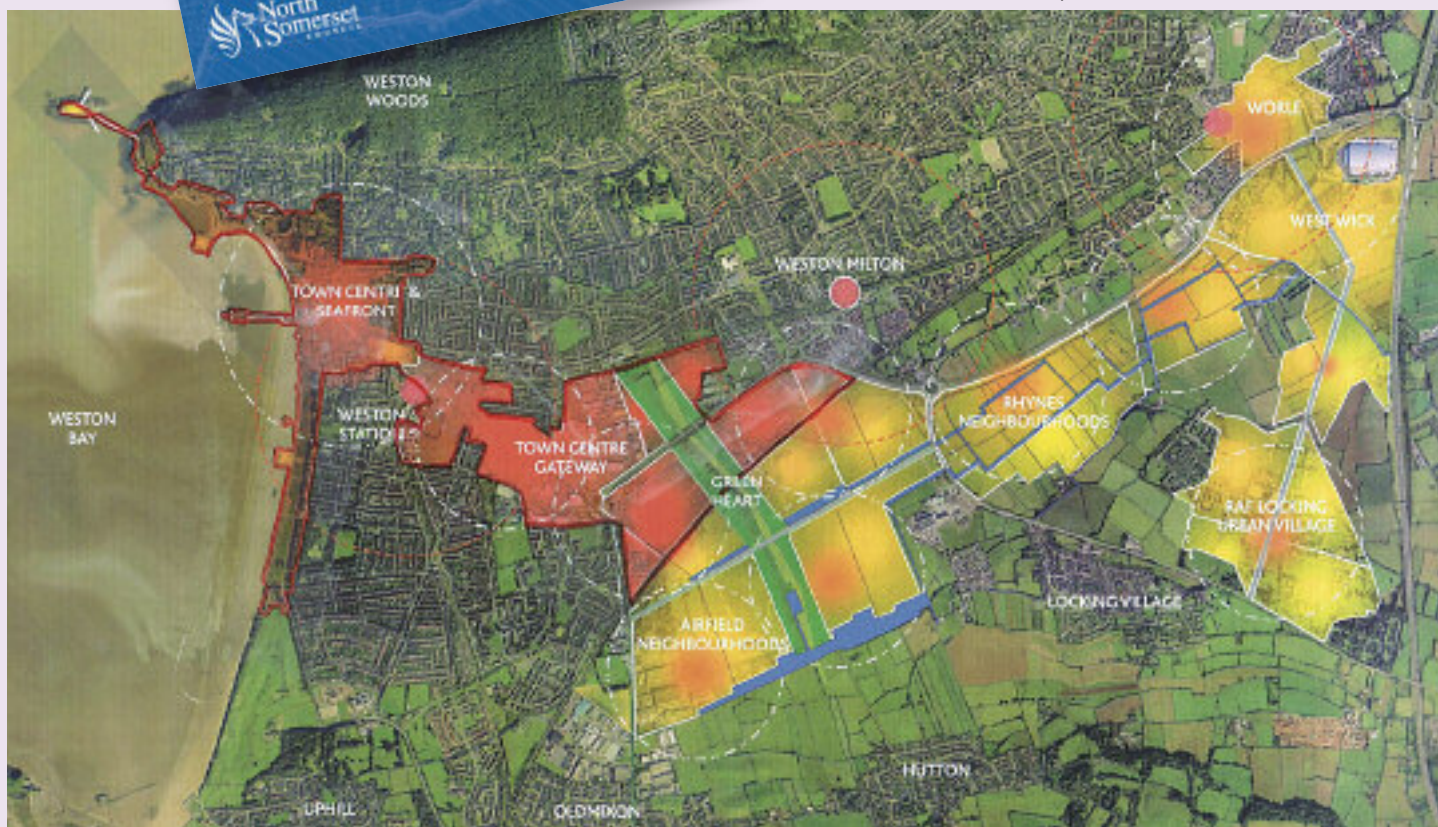 North
Somerset
COUNCIL
WESTON
WOODS
WORLE
WEST WICK
WESTON MILTON
TOWN CENTRE &
SEAFRONT
WESTON
BAY
WESTON
STATION
TOWN CENTRE
GATEWAY
RHYNES
NEIGHBOURHOODS
GREEN
HEART
RAF LOCKING
URBAN VILLAGE
LOCKING VILLAGE
AIRFIELD
NEIGHBOURHOODS
HUTTON
UPHILL
OLDMIXON